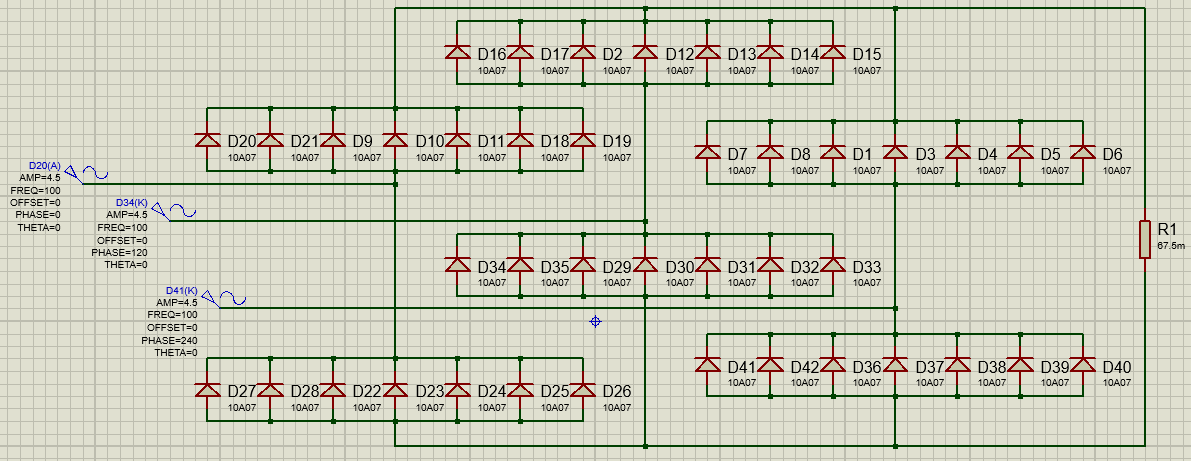 D16 D17 D2 D12 D13 D14 D15
10A07 10A07 10A07 10A07 10A07 10A07 10A07
D20 D21 D9 D10 D11 D18 D19
10A07 10A07 10A07 10A07 10A07 10A07 10A07
D7 D8 D1 D3 D4 D5 D6
10A07 10A07 10A07 10A07 10A07 10A07 10A07
D20(A)
AMP=4.5
FREQ=100
OFFSET=0
PHASE=0
THETA=0
D34(K)
AMP=4.5
FREQ=100
OFFSET=0
PHASE=120
THETA=0
R1
67.5m
D34 D35 D29 D30 D31 D32 D33
10A07 10A07 10A07 10A07 10A07 10A07 10A07
D41(K)
AMP=4.5
FREQ=100
OFFSET=0
PHASE=240
THETA=0
D41 D42 D36 D37 D38 D39 D40
10A07 10A07 10A07 10A07 10A07 10A07 10A07
D27 D28 D22 D23 D24 D25 D26
10A07 10A07 10A07 10A07 10A07 10A07 10A07